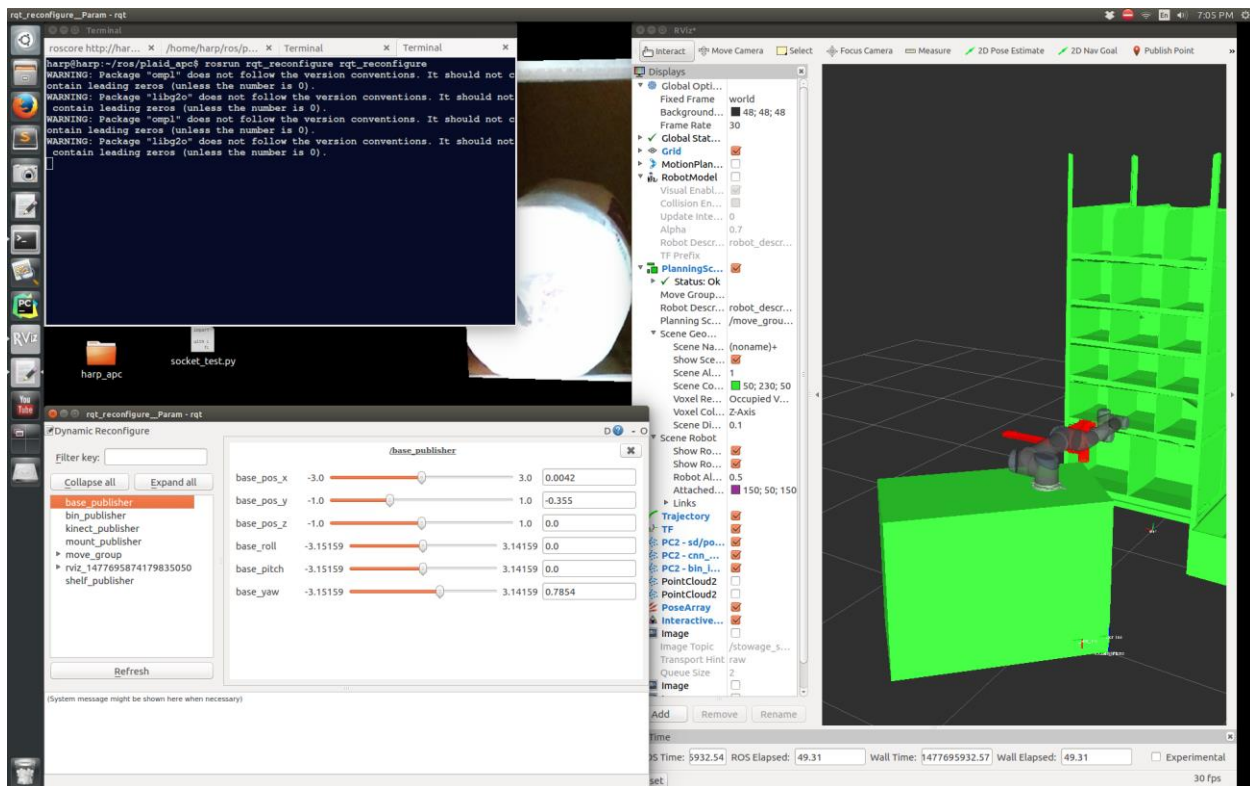 rqt_reconfigure__Param - rqt
7:05 PM
Terminal
roscore http://har... × /home/harp/ros/p... × Terminal × Terminal ×
harp@harp:~/ros/plaid_apc$ rosrun rqt_reconfigure rqt_reconfigure
WARNING: Package "ompl" does not follow the version conventions. It should not c
ontain leading zeros (unless the number is 0).
WARNING: Package "libg2o" does not follow the version conventions. It should not
contain leading zeros (unless the number is 0).
WARNING: Package "ompl" does not follow the version conventions. It should not c
ontain leading zeros (unless the number is 0).
WARNING: Package "libg2o" does not follow the version conventions. It should not
contain leading zeros (unless the number is 0).
harp_apc
socket_test.py
PC
RViz
You
Tube
rqt_reconfigure__Param - rqt
Dynamic Reconfigure
D - O
Filter key:
Collapse all Expand all
base_publisher
bin_publisher
kinect_publisher
mount_publisher
move_group
rviz_1477695874179835050
shelf_publisher
Refresh
/base_publisher
base_pos_x -3.0 3.0 0.0042
base_pos_y -1.0 1.0 -0.355
base_pos_z -1.0 1.0 0.0
base_roll -3.15159 3.14159 0.0
base_pitch -3.15159 3.14159 0.0
base_yaw -3.15159 3.14159 0.7854
(System message might be shown here when necessary)
RViz*
Interact Move Camera Select Focus Camera Measure 2D Pose Estimate 2D Nav Goal Publish Point »
Displays
Global Opti...
Fixed Frame world
Background... 48; 48; 48
Frame Rate 30
Global Stat...
Grid
MotionPlan...
RobotModel
Visual Enabl...
Collision En...
Update Inte... 0
Alpha 0.7
Robot Descr... robot_descr...
TF Prefix
PlanningSc...
Status: Ok
Move Group...
Robot Descr... robot_descr...
Planning Sc... /move_grou...
Scene Geo...
Scene Na... (noname)+
Show Sce...
Scene Al... 1
Scene Co... 50; 230; 50
Voxel Re... Occupied V...
Voxel Col... Z-Axis
Scene Di... 0.1
Scene Robot
Show Ro...
Show Ro...
Robot Al... 0.5
Attached... 150; 50; 150
Links
Trajectory
TF
PC2 - sd/po...
PC2 - cnn_...
PC2 - bin_i...
PointCloud2
PointCloud2
PoseArray
Interactive...
Image
Image Topic /stowage_s...
Transport Hint raw
Queue Size 2
Image
Add Remove Rename
Time
OS Time: 5932.54 ROS Elapsed: 49.31 Wall Time: 1477695932.57 Wall Elapsed: 49.31 Experimental
set 30 fps